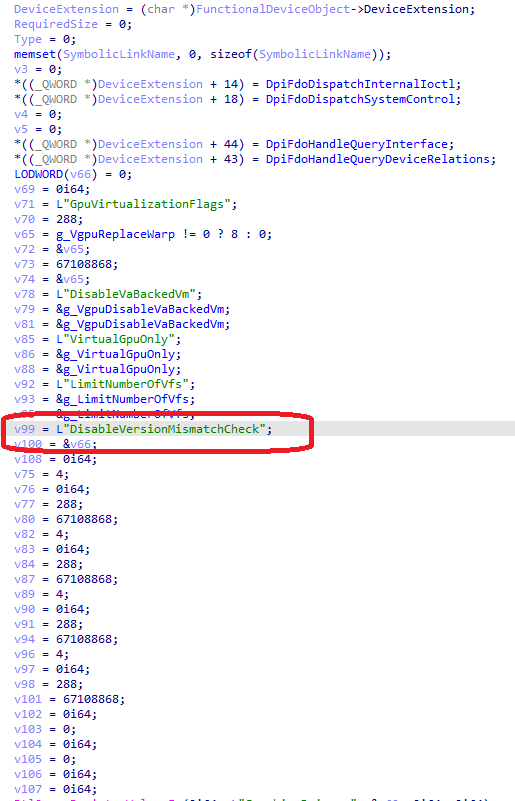 DeviceExtension = (char *)FunctionalDeviceObject->DeviceExtension;
RequiredSize = 0;
Type = 0;
memset(SymbolicLinkName, 0, sizeof(SymbolicLinkName));
v3 = 0;
*((_QWORD *)DeviceExtension + 14) = DpiFdoDispatchInternalIoctl;
*((_QWORD *)DeviceExtension + 18) = DpiFdoDispatchSystemControl;
v4 = 0;
v5 = 0;
*((_QWORD *)DeviceExtension + 44) = DpiFdoHandleQueryInterface;
*((_QWORD *)DeviceExtension + 43) = DpiFdoHandleQueryDeviceRelations;
LODWORD(v66) = 0;
v69 = 0i64;
v71 = L"GpuVirtualizationFlags";
v70 = 288;
v65 = g_VgpuReplaceWarp != 0 ? 8 : 0;
v72 = &v65;
v73 = 67108868;
v74 = &v65;
v78 = L"DisableVaBackedVm";
v79 = &g_VgpuDisableVaBackedVm;
v81 = &g_VgpuDisableVaBackedVm;
v85 = L"VirtualGpuOnly";
v86 = &g_VirtualGpuOnly;
v88 = &g_VirtualGpuOnly;
v92 = L"LimitNumberOfVfs";
v93 = &g_LimitNumberOfVfs;
v95 = &g_LimitNumberOfVfs;
v99 = L"DisableVersionMismatchCheck";
v100 = &v66;
v108 = 0i64;
v75 = 4;
v76 = 0i64;
v77 = 288;
v80 = 67108868;
v82 = 4;
v83 = 0i64;
v84 = 288;
v87 = 67108868;
v89 = 4;
v90 = 0i64;
v91 = 288;
v94 = 67108868;
v96 = 4;
v97 = 0i64;
v98 = 288;
v101 = 67108868;
v102 = 0i64;
v103 = 0;
v104 = 0i64;
v105 = 0;
v106 = 0i64;
v107 = 0i64;